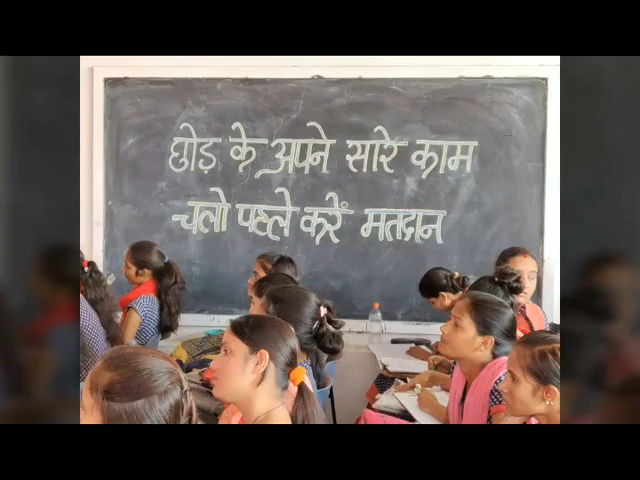 छोड़ के अपने सारे काम
चलो पहले करें मतदान